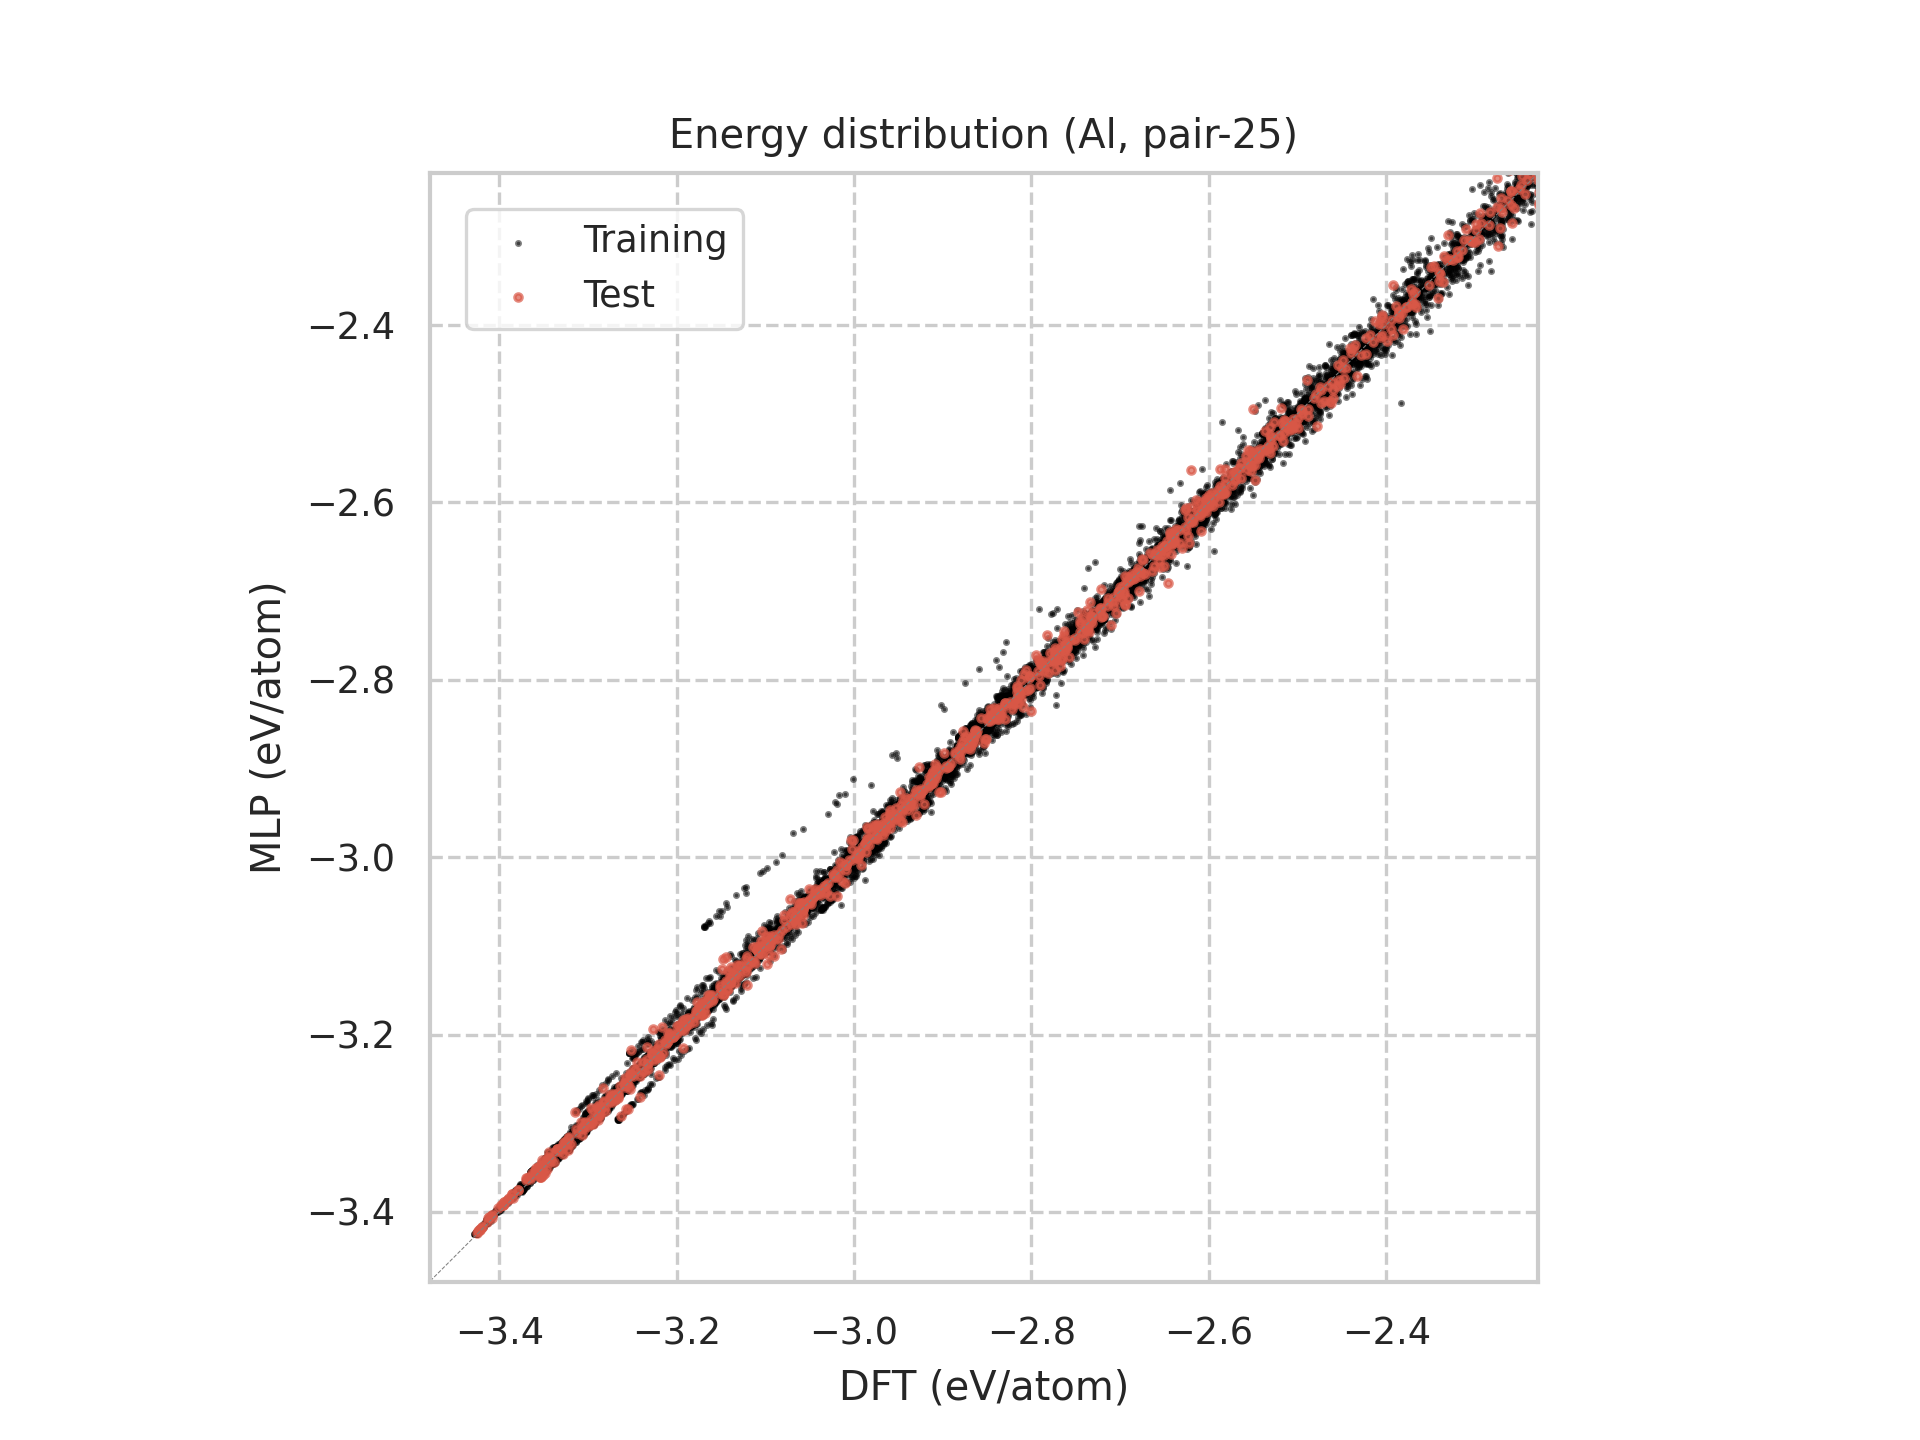 Energy distribution (Al, pair-25)
Training
Test
−2.4
−2.6
−2.8
−3.0
−3.2
−3.4
MLP (eV/atom)
−3.4 −3.2 −3.0 −2.8 −2.6 −2.4
DFT (eV/atom)